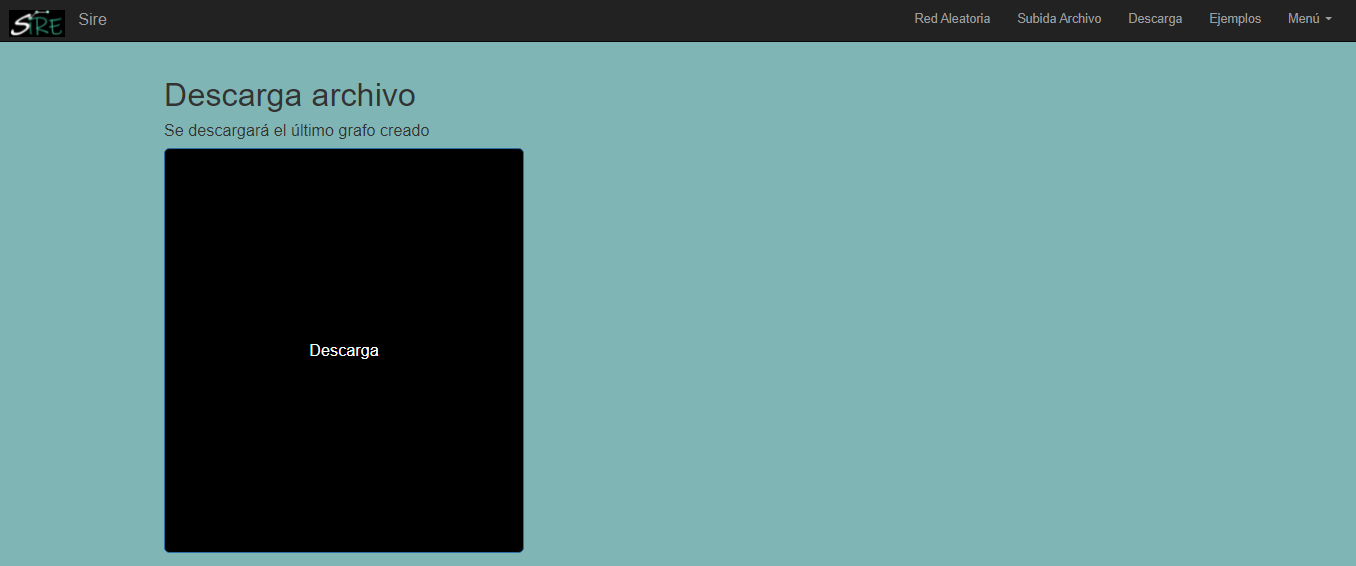 SiRE
Sire
Red Aleatoria
Subida Archivo
Descarga
Ejemplos
Menú
Descarga archivo
Se descargará el último grafo creado
Descarga